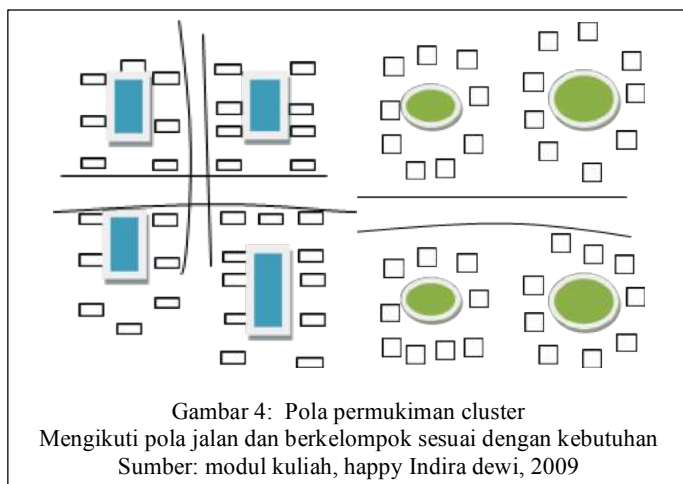 Gambar 4: Pola permukiman cluster
Mengikuti pola jalan dan berkelompok sesuai dengan kebutuhan
Sumber: modul kuliah, happy Indira dewi, 2009